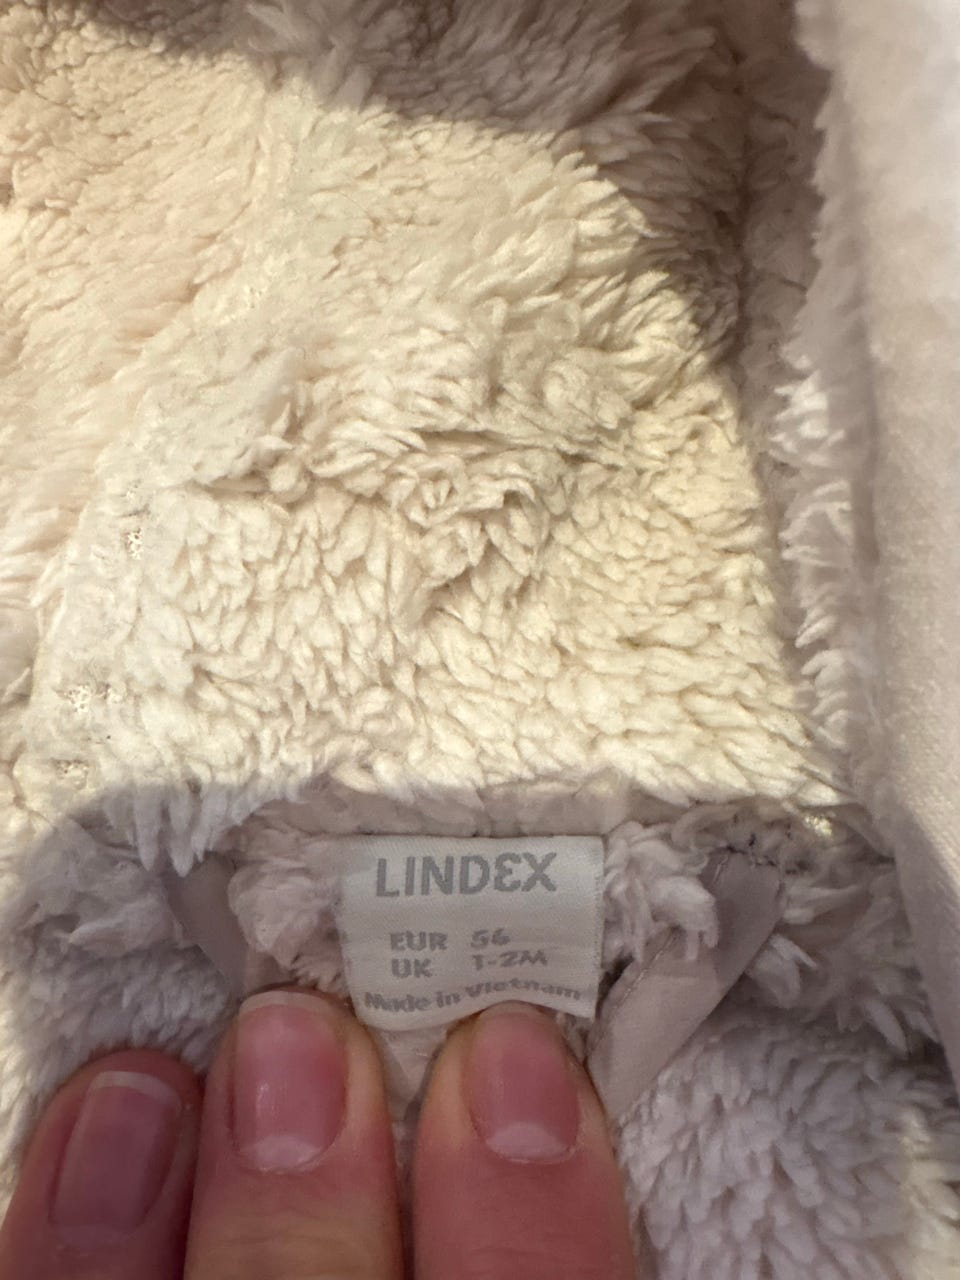 LINDEX
EUR 56
UK 1-2M
Made in Vietnam